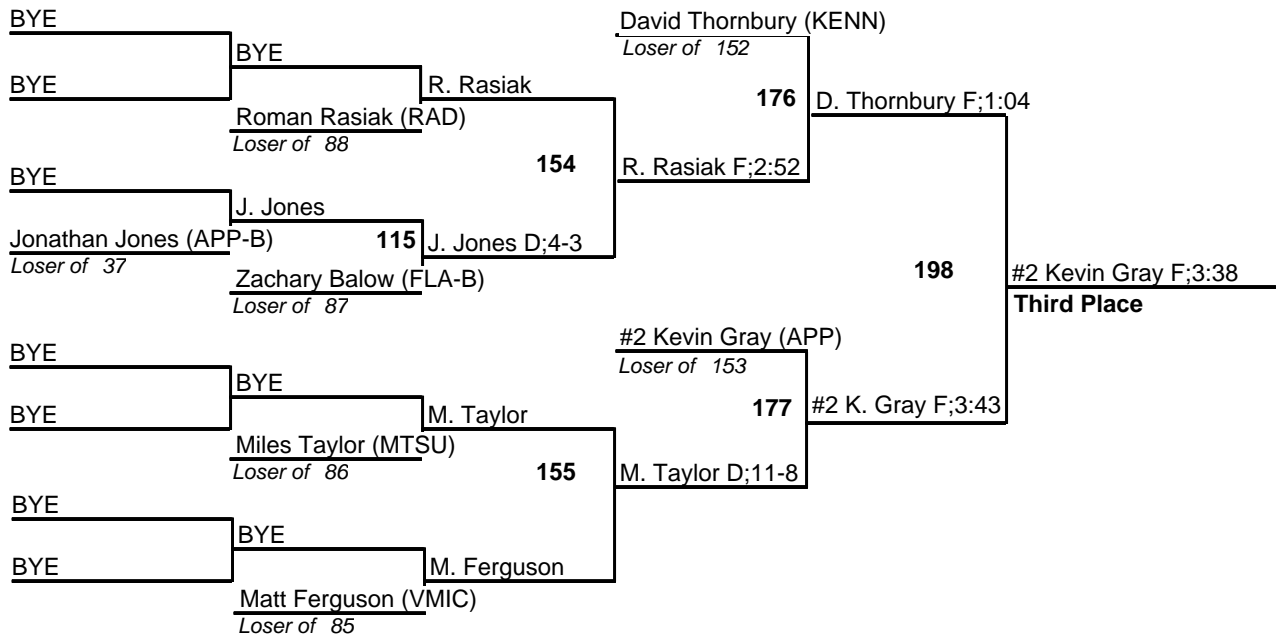 BYE
David Thornbury (KENN)
Loser of 152
BYE
BYE
R. Rasiak
176
D. Thornbury F;1:04
Roman Rasiak (RAD)
Loser of 88
154
R. Rasiak F;2:52
BYE
J. Jones
Jonathan Jones (APP-B)
Loser of 37
115
J. Jones D;4-3
Zachary Balow (FLA-B)
Loser of 87
198
#2 Kevin Gray F;3:38
Third Place
#2 Kevin Gray (APP)
Loser of 153
BYE
BYE
BYE
M. Taylor
177
#2 K. Gray F;3:43
Miles Taylor (MTSU)
Loser of 86
155
M. Taylor D;11-8
BYE
BYE
BYE
M. Ferguson
Matt Ferguson (VMIC)
Loser of 85